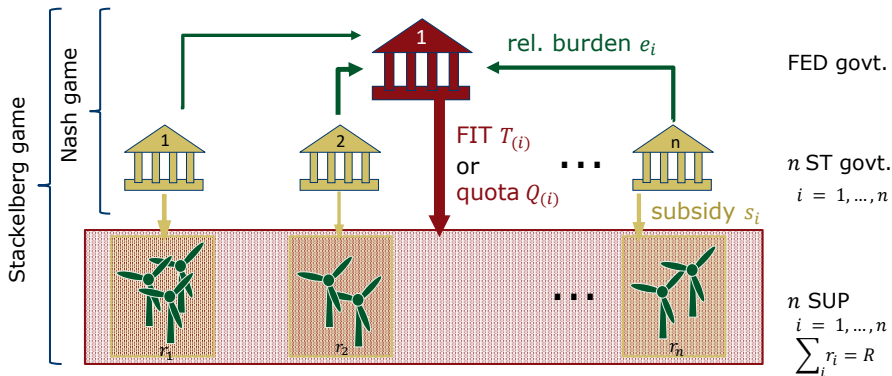 Stackelberg game
Nash game
1
rel. burden e_i
FED govt.
1
2
FIT T_(i)
or
quota Q_(i)
...
n
n ST govt.
i = 1, ..., n
subsidy s_i
r_1
r_2
...
r_n
n SUP
i = 1, ..., n
∑_i r_i = R